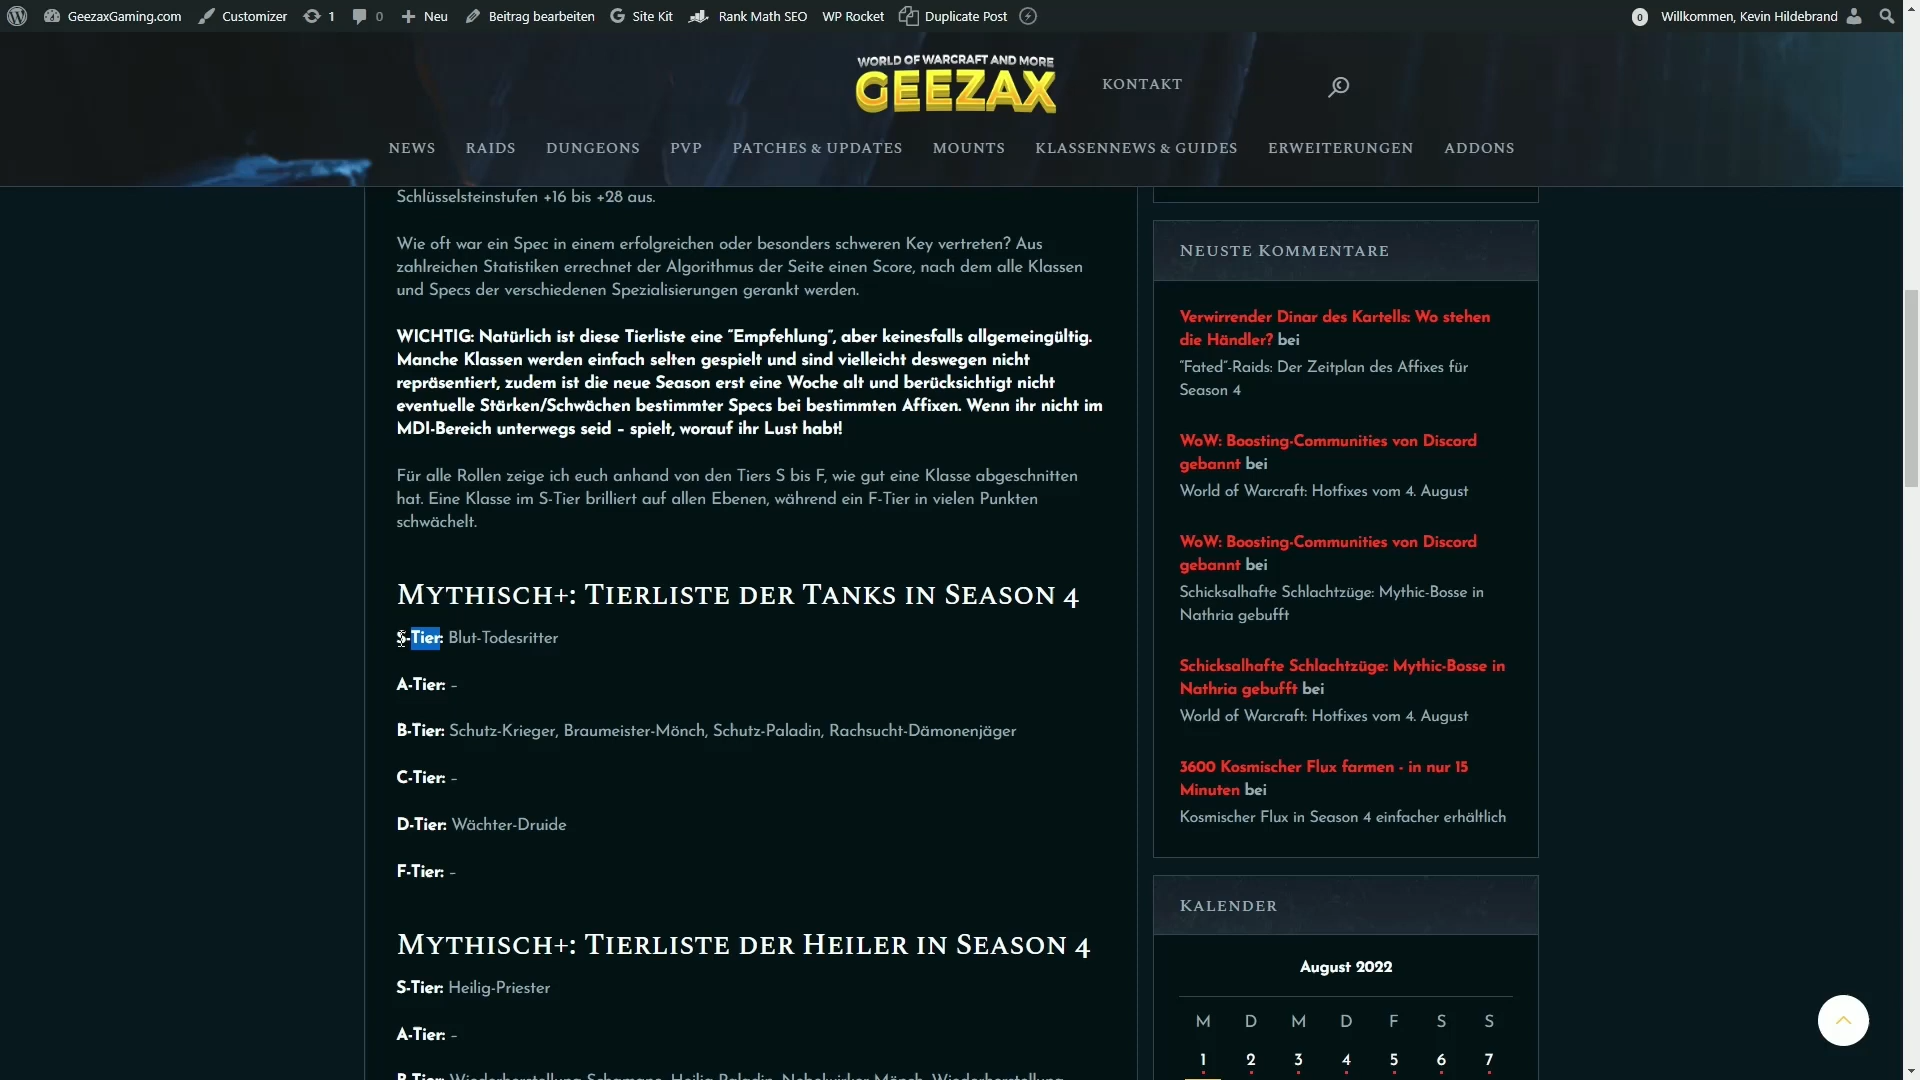 GeezaxGaming.com Customizer 1 0 Neu Beitrag bearbeiten Site Kit Rank Math SEO WP Rocket Duplicate Post 0 Willkommen, Kevin Hildebrand
WORLD OF WARCRAFT AND MORE
GEEZAX
KONTAKT
NEWS RAIDS DUNGEONS PVP PATCHES & UPDATES MOUNTS KLASSENNEWS & GUIDES ERWEITERUNGEN ADDONS
Schlüsselsteinstufen +16 bis +28 aus.
Wie oft war ein Spec in einem erfolgreichen oder besonders schweren Key vertreten? Aus
zahlreichen Statistiken errechnet der Algorithmus der Seite einen Score, nach dem alle Klassen
und Specs der verschiedenen Spezialisierungen gerankt werden.
WICHTIG: Natürlich ist diese Tierliste eine “Empfehlung”, aber keinesfalls allgemeingültig.
Manche Klassen werden einfach selten gespielt und sind vielleicht deswegen nicht
repräsentiert, zudem ist die neue Season erst eine Woche alt und berücksichtigt nicht
eventuelle Stärken/Schwächen bestimmter Specs bei bestimmten Affixen. Wenn ihr nicht im
MDI-Bereich unterwegs seid – spielt, worauf ihr Lust habt!
Für alle Rollen zeige ich euch anhand von den Tiers S bis F, wie gut eine Klasse abgeschnitten
hat. Eine Klasse im S-Tier brilliert auf allen Ebenen, während ein F-Tier in vielen Punkten
schwächelt.
Mythisch+: Tierliste der Tanks in Season 4
S-Tier: Blut-Todesritter
A-Tier: –
B-Tier: Schutz-Krieger, Braumeister-Mönch, Schutz-Paladin, Rachsucht-Dämonenjäger
C-Tier: –
D-Tier: Wächter-Druide
F-Tier: –
Mythisch+: Tierliste der Heiler in Season 4
S-Tier: Heilig-Priester
A-Tier: –
B-Tier: Wiederherstellung-Schamane, Heilig-Paladin, Nebelwirker-Mönch, Wiederherstellung
Neuste Kommentare
Verwirrender Dinar des Kartells: Wo stehen
die Händler? bei
“Fated”-Raids: Der Zeitplan des Affixes für
Season 4
WoW: Boosting-Communities von Discord
gebannt bei
World of Warcraft: Hotfixes vom 4. August
WoW: Boosting-Communities von Discord
gebannt bei
Schicksalhafte Schlachtzüge: Mythic-Bosse in
Nathria gebufft
Schicksalhafte Schlachtzüge: Mythic-Bosse in
Nathria gebufft bei
World of Warcraft: Hotfixes vom 4. August
3600 Kosmischer Flux farmen - in nur 15
Minuten bei
Kosmischer Flux in Season 4 einfacher erhältlich
Kalender
August 2022
M D M D F S S
1 2 3 4 5 6 7